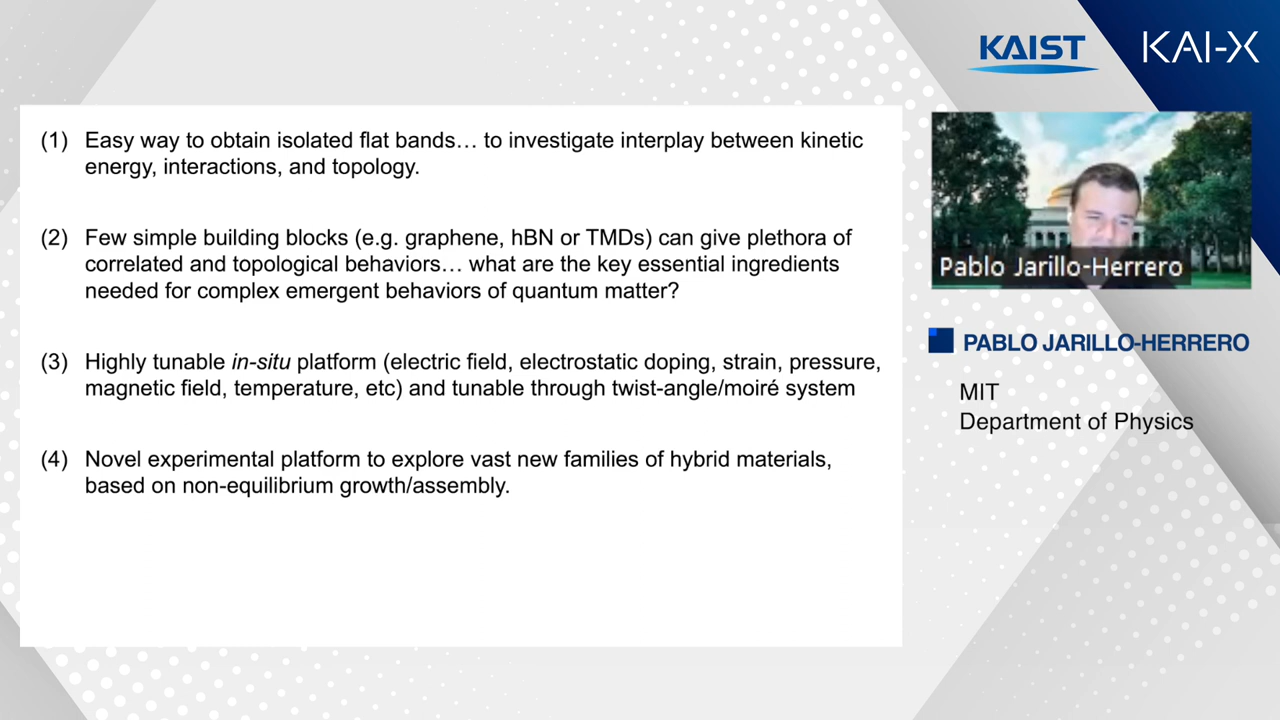 KAIST KAI-X
(1) Easy way to obtain isolated flat bands… to investigate interplay between kinetic
energy, interactions, and topology.
(2) Few simple building blocks (e.g. graphene, hBN or TMDs) can give plethora of
correlated and topological behaviors… what are the key essential ingredients
needed for complex emergent behaviors of quantum matter?
(3) Highly tunable in-situ platform (electric field, electrostatic doping, strain, pressure,
magnetic field, temperature, etc) and tunable through twist-angle/moiré system
(4) Novel experimental platform to explore vast new families of hybrid materials,
based on non-equilibrium growth/assembly.
Pablo Jarillo-Herrero
PABLO JARILLO-HERRERO
MIT
Department of Physics